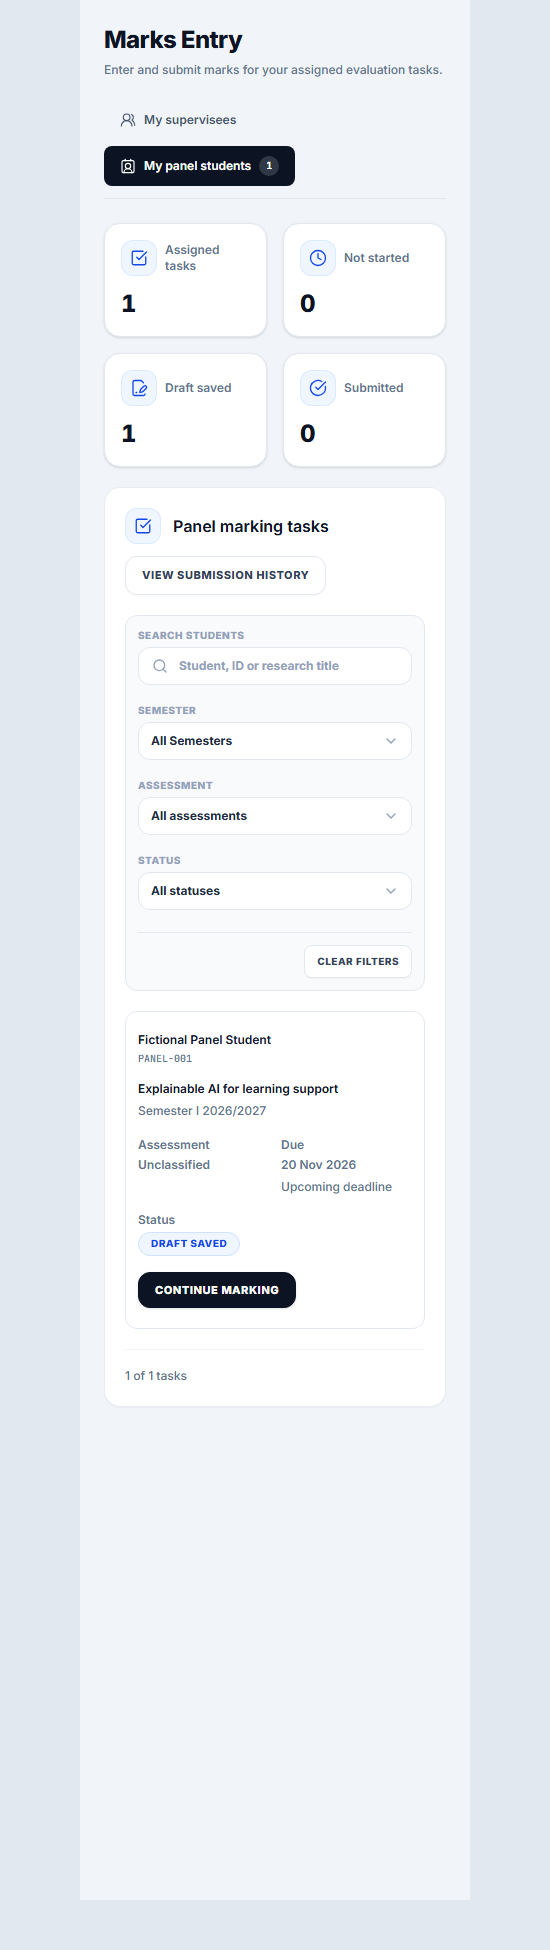 Marks Entry
Enter and submit marks for your assigned evaluation tasks.
My supervisees
My panel students 1
Assigned
tasks
1
Not started
0
Draft saved
1
Submitted
0
Panel marking tasks
VIEW SUBMISSION HISTORY
SEARCH STUDENTS
Student, ID or research title
SEMESTER
All Semesters
ASSESSMENT
All assessments
STATUS
All statuses
CLEAR FILTERS
Fictional Panel Student
PANEL-001
Explainable AI for learning support
Semester I 2026/2027
Assessment
Unclassified
Due
20 Nov 2026
Upcoming deadline
Status
DRAFT SAVED
CONTINUE MARKING
1 of 1 tasks